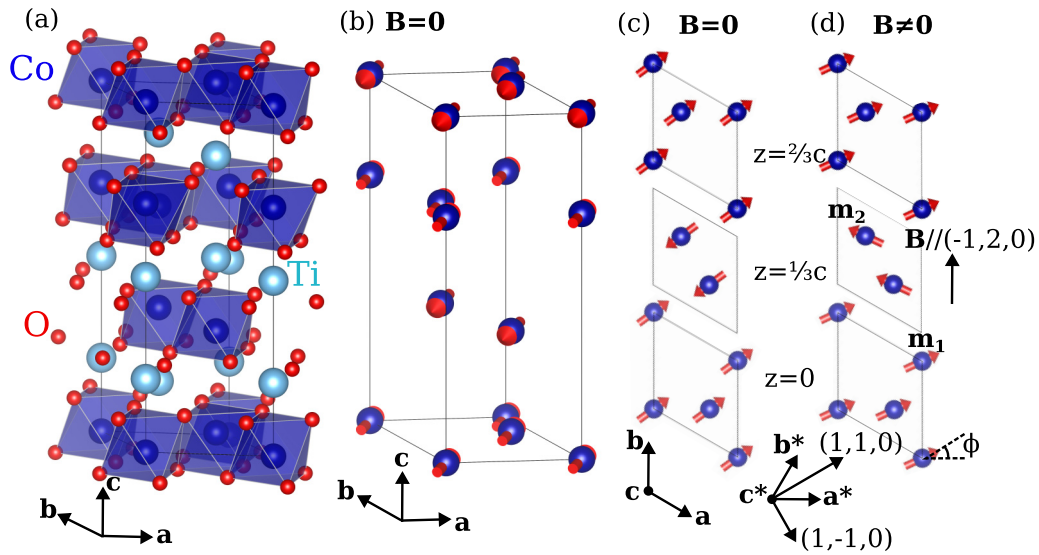 (a)
Co
Ti
O
c
b
a
(b) B=0
c
b
a
(c) B=0
z=⅔c
z=⅓c
z=0
b
c
a
(d) B≠0
m₂
B//(-1,2,0)
m₁
ϕ
b* (1,1,0)
c* a*
(1,-1,0)